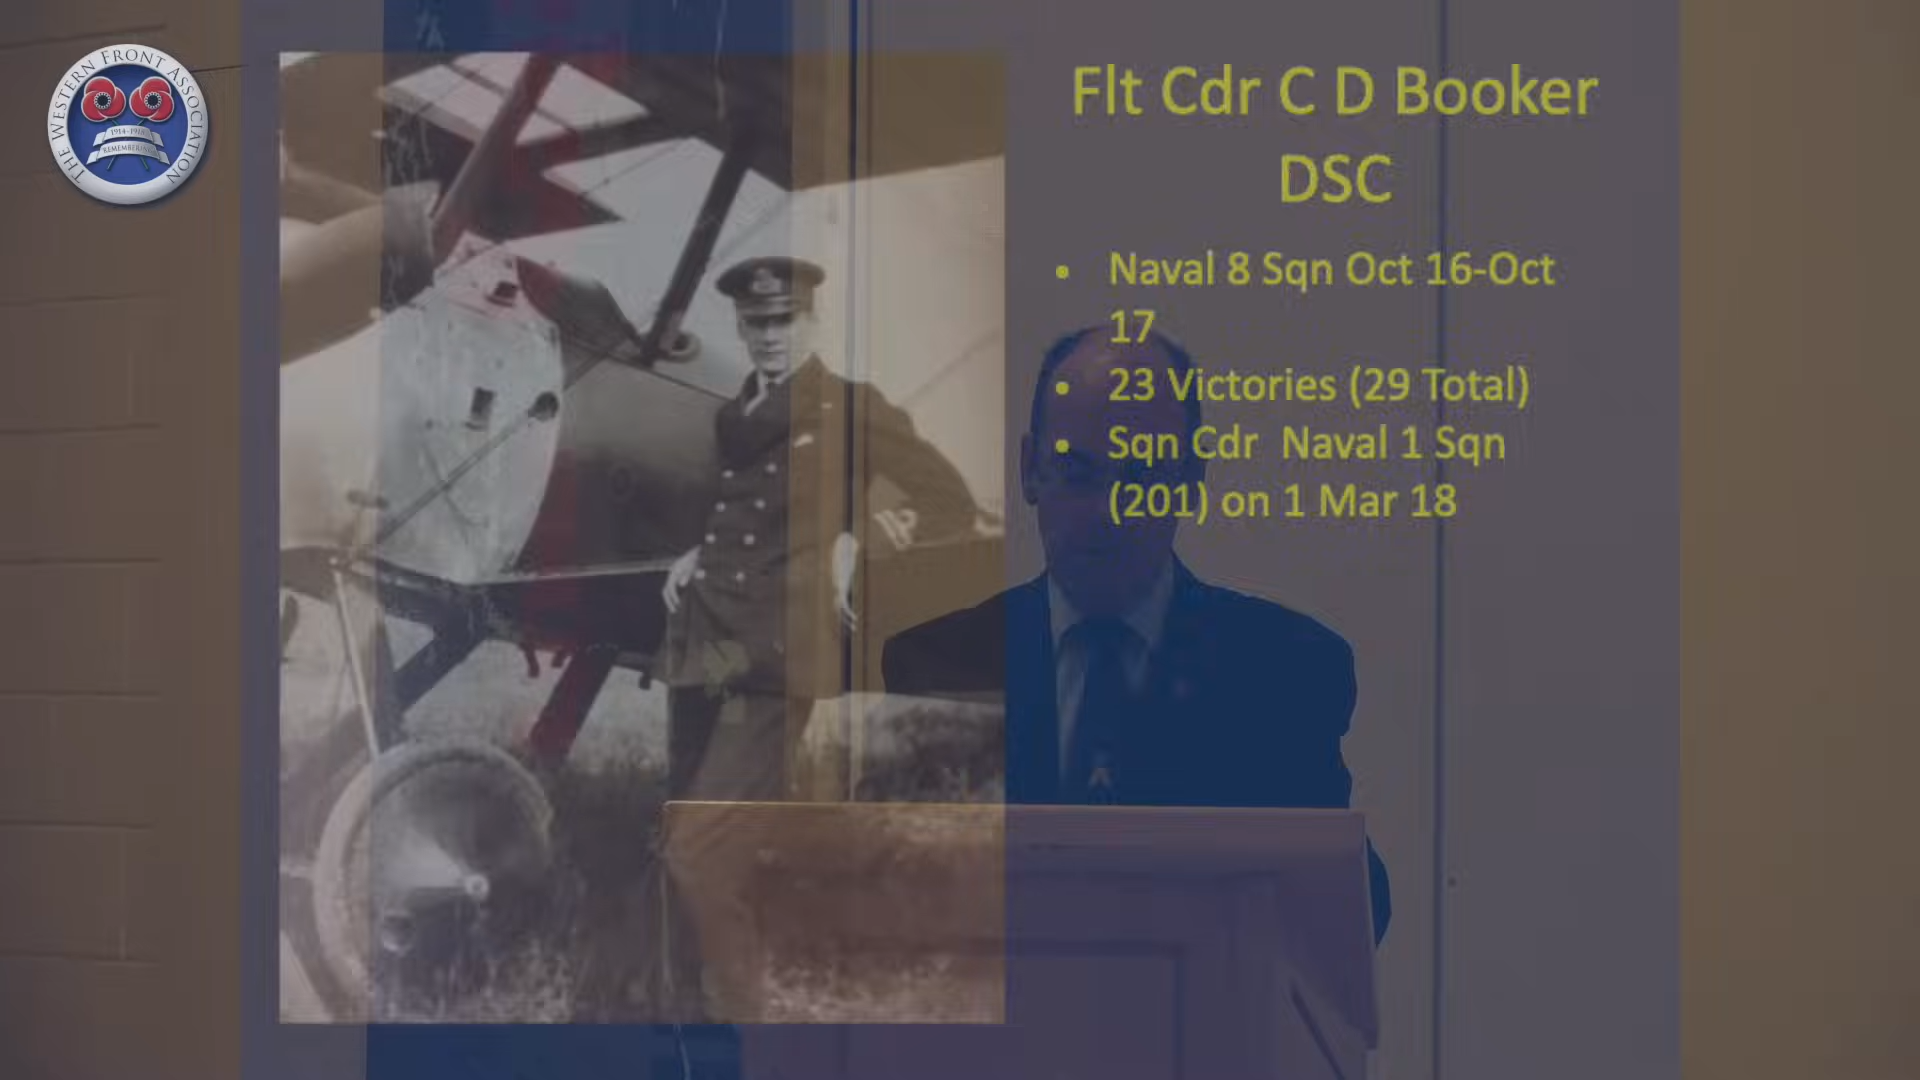 THE WESTERN FRONT ASSOCIATION
1914-1918
REMEMBERING
Flt Cdr C D Booker
DSC
• Naval 8 Sqn Oct 16-Oct
17
• 23 Victories (29 Total)
• Sqn Cdr Naval 1 Sqn
(201) on 1 Mar 18